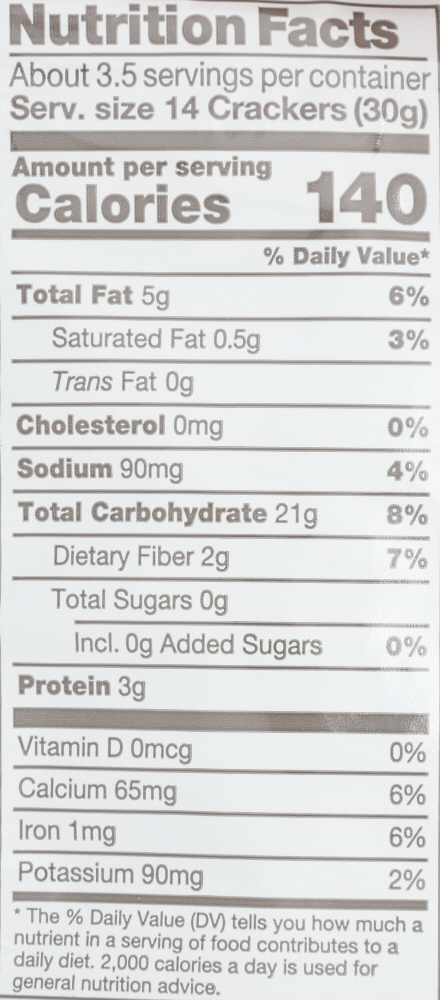 Nutrition Facts
About 3.5 servings per container
Serv. size 14 Crackers (30g)
Amount per serving
Calories 140
% Daily Value*
Total Fat 5g 6%
Saturated Fat 0.5g 3%
Trans Fat 0g
Cholesterol 0mg 0%
Sodium 90mg 4%
Total Carbohydrate 21g 8%
Dietary Fiber 2g 7%
Total Sugars 0g
Incl. 0g Added Sugars 0%
Protein 3g
Vitamin D 0mcg 0%
Calcium 65mg 6%
Iron 1mg 6%
Potassium 90mg 2%
* The % Daily Value (DV) tells you how much a
nutrient in a serving of food contributes to a
daily diet. 2,000 calories a day is used for
general nutrition advice.